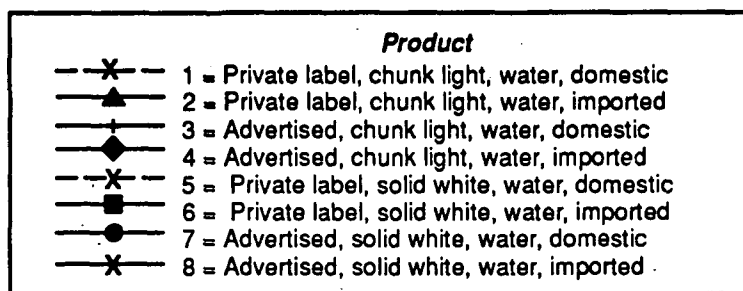 Product
1 = Private label, chunk light, water, domestic
2 = Private label, chunk light, water, imported
3 = Advertised, chunk light, water, domestic
4 = Advertised, chunk light, water, imported
5 = Private label, solid white, water, domestic
6 = Private label, solid white, water, imported
7 = Advertised, solid white, water, domestic
8 = Advertised, solid white, water, imported